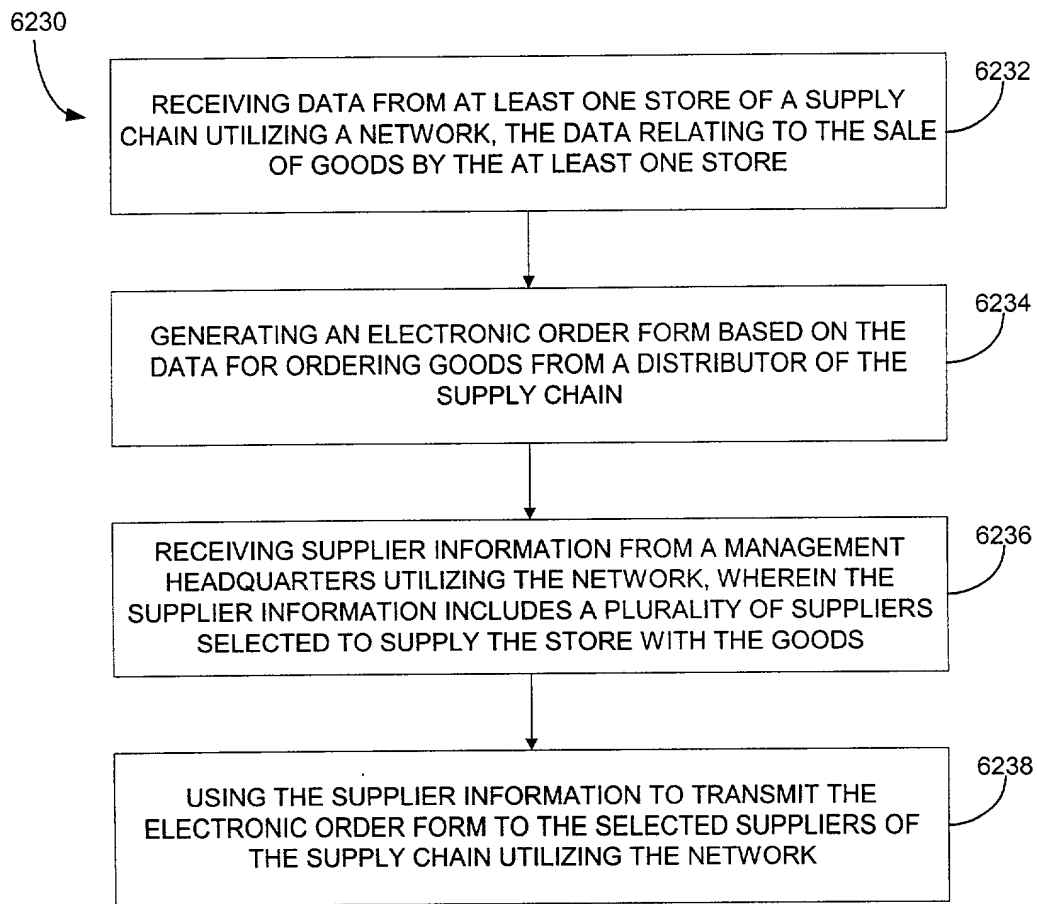 6230
6232
RECEIVING DATA FROM AT LEAST ONE STORE OF A SUPPLY
CHAIN UTILIZING A NETWORK, THE DATA RELATING TO THE SALE
OF GOODS BY THE AT LEAST ONE STORE
6234
GENERATING AN ELECTRONIC ORDER FORM BASED ON THE
DATA FOR ORDERING GOODS FROM A DISTRIBUTOR OF THE
SUPPLY CHAIN
6236
RECEIVING SUPPLIER INFORMATION FROM A MANAGEMENT
HEADQUARTERS UTILIZING THE NETWORK, WHEREIN THE
SUPPLIER INFORMATION INCLUDES A PLURALITY OF SUPPLIERS
SELECTED TO SUPPLY THE STORE WITH THE GOODS
6238
USING THE SUPPLIER INFORMATION TO TRANSMIT THE
ELECTRONIC ORDER FORM TO THE SELECTED SUPPLIERS OF
THE SUPPLY CHAIN UTILIZING THE NETWORK